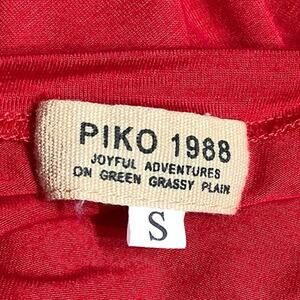 PIKO 1988
JOYFUL ADVENTURES
ON GREEN GRASSY PLAIN
S